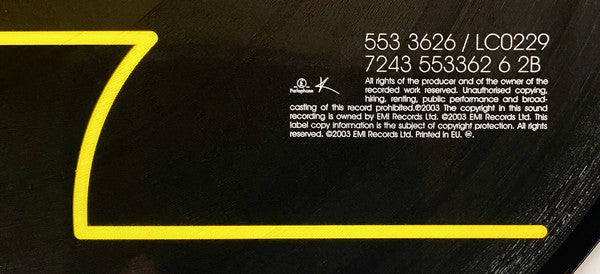 553 3626 / LC0229
7243 553362 6 2B
Parlophone
All rights of the producer and of the owner of the
recorded work reserved. Unauthorised copying,
hiring, renting, public performance and broad-
casting of this record prohibited.℗2003 The copyright in this sound
recording is owned by EMI Records Ltd. ©2003 EMI Records Ltd. This
label copy information is the subject of copyright protection. All rights
reserved. ©2003 EMI Records Ltd. Printed in EU.